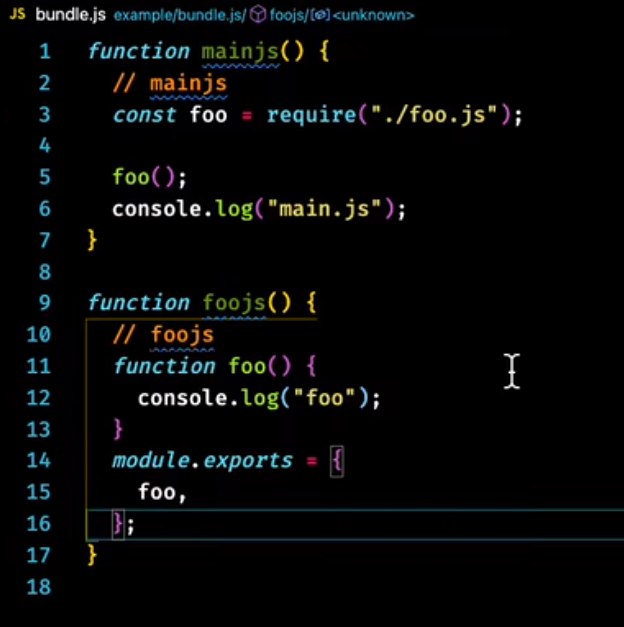 JS bundle.js example/bundle.js/foojs/<unknown>
1 function mainjs() {
2 // mainjs
3 const foo = require("./foo.js");
4
5 foo();
6 console.log("main.js");
7 }
8
9 function foojs() {
10 // foojs
11 function foo() {
12 console.log("foo");
13 }
14 module.exports = {
15 foo,
16 };
17 }
18